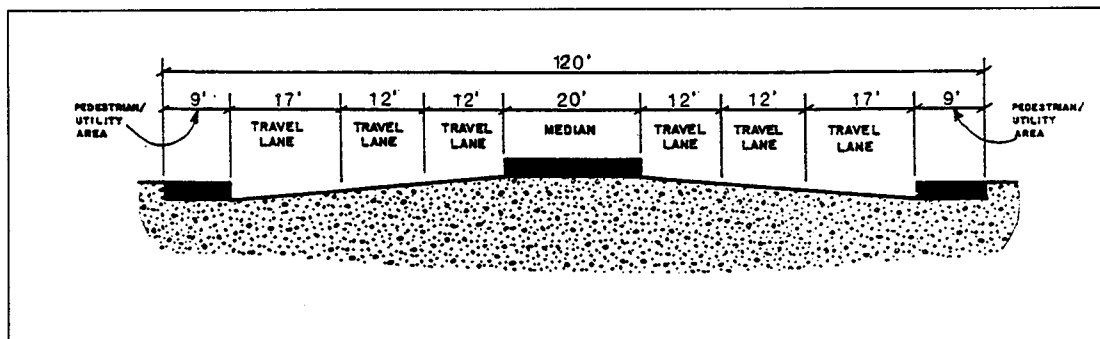 120'
9' 17' 12' 12' 20' 12' 12' 17' 9'
PEDESTRIAN/
UTILITY
AREA
TRAVEL
LANE
TRAVEL
LANE
TRAVEL
LANE
MEDIAN
TRAVEL
LANE
TRAVEL
LANE
TRAVEL
LANE
PEDESTRIAN/
UTILITY
AREA